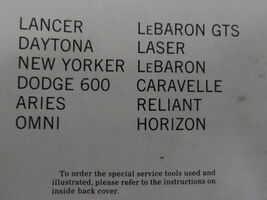 LANCER LEBARON GTS
DAYTONA LASER
NEW YORKER LEBARON
DODGE 600 CARAVELLE
ARIES RELIANT
OMNI HORIZON
To order the special service tools used and
illustrated, please refer to the instructions on
inside back cover.